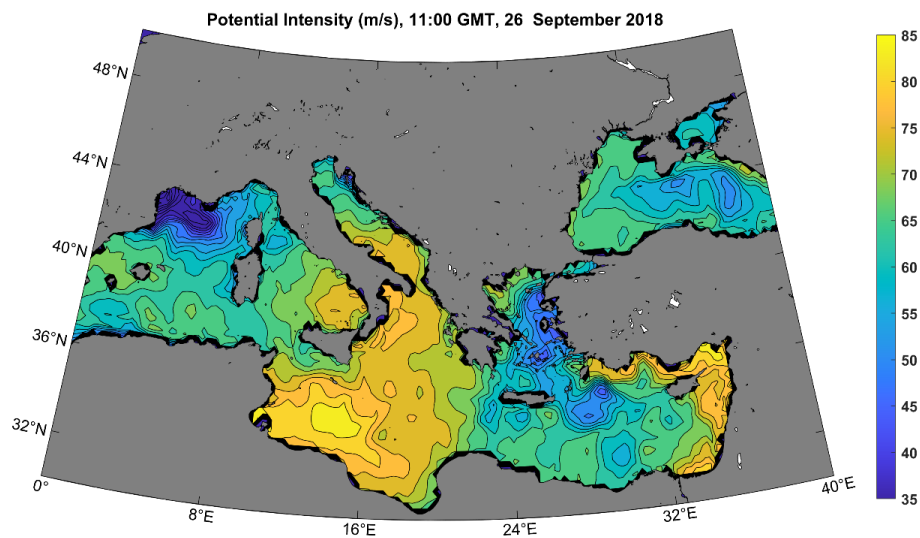 Potential Intensity (m/s), 11:00 GMT, 26  September 2018
48°N
44°N
40°N
36°N
32°N
0°
8°E
16°E
24°E
32°E
40°E
85
80
75
70
65
60
55
50
45
40
35